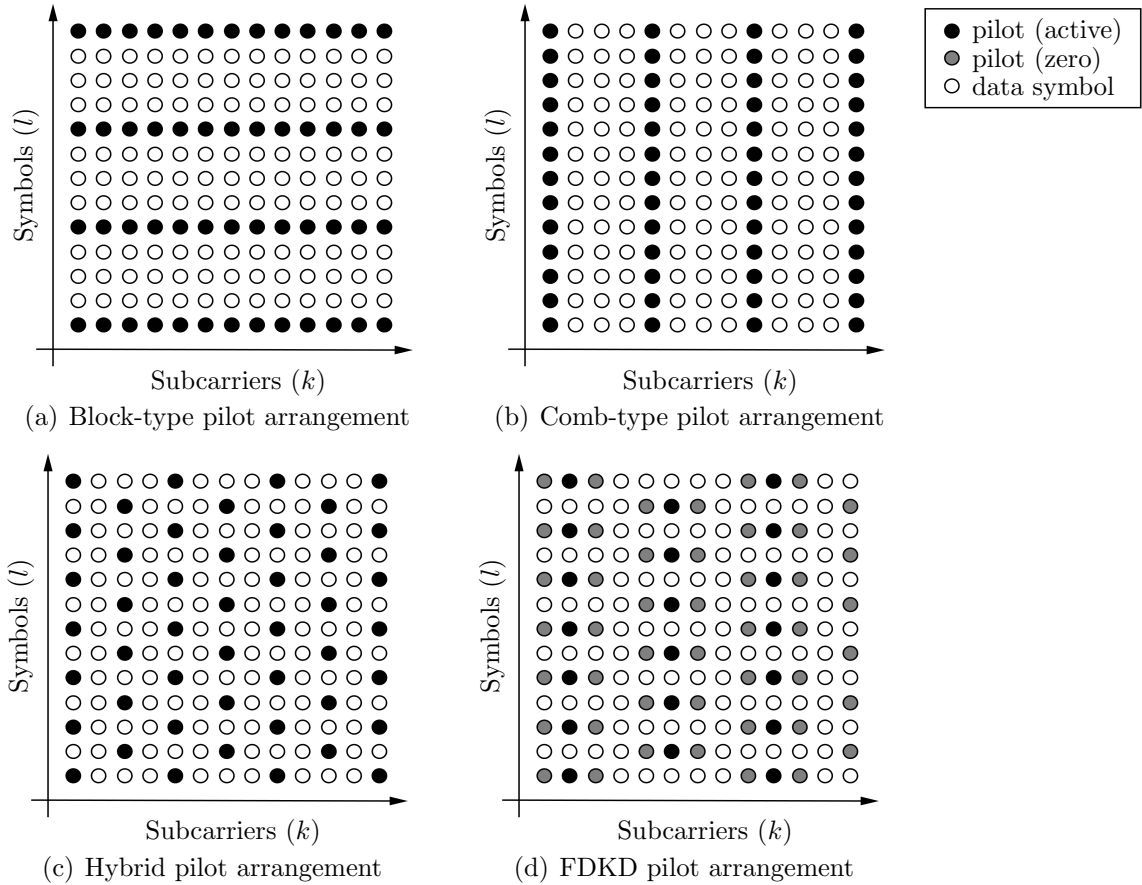 pilot (active)
pilot (zero)
data symbol
Symbols (l)
Subcarriers (k)
(a) Block-type pilot arrangement
Symbols (l)
Subcarriers (k)
(b) Comb-type pilot arrangement
Symbols (l)
Subcarriers (k)
(c) Hybrid pilot arrangement
Symbols (l)
Subcarriers (k)
(d) FDKD pilot arrangement